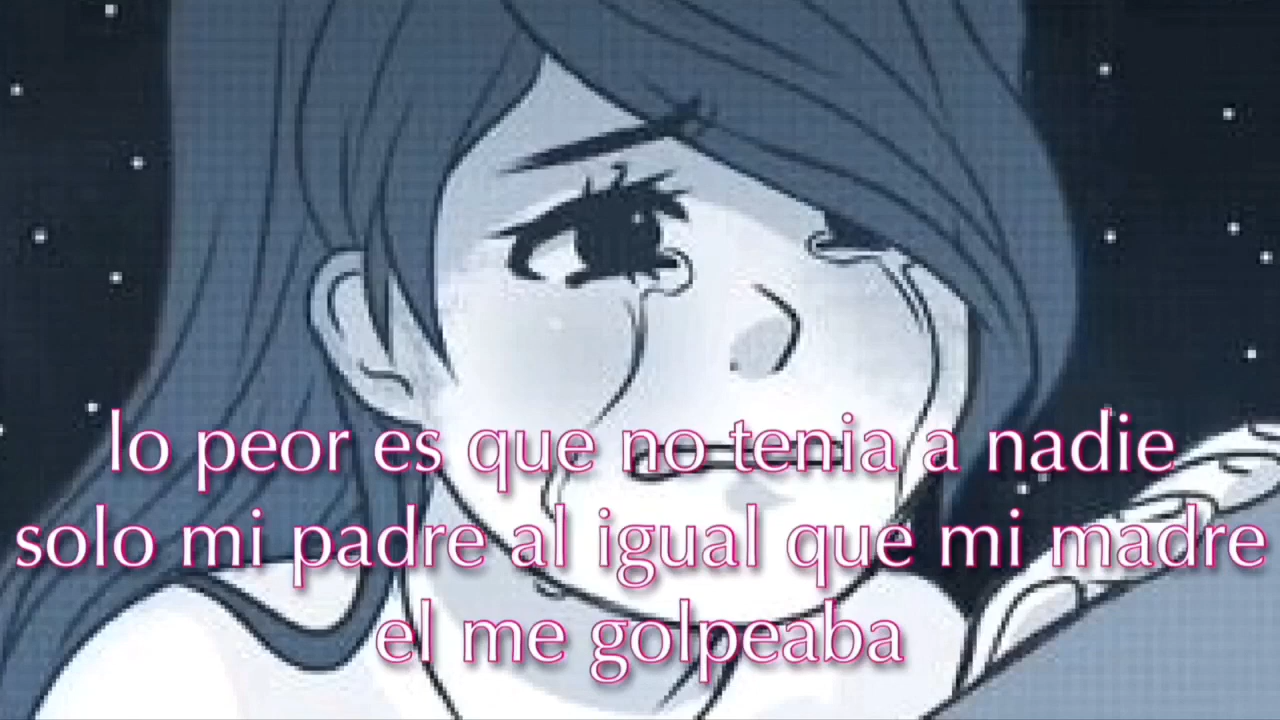 lo peor es que no tenia a nadie
solo mi padre al igual que mi madre
el me golpeaba